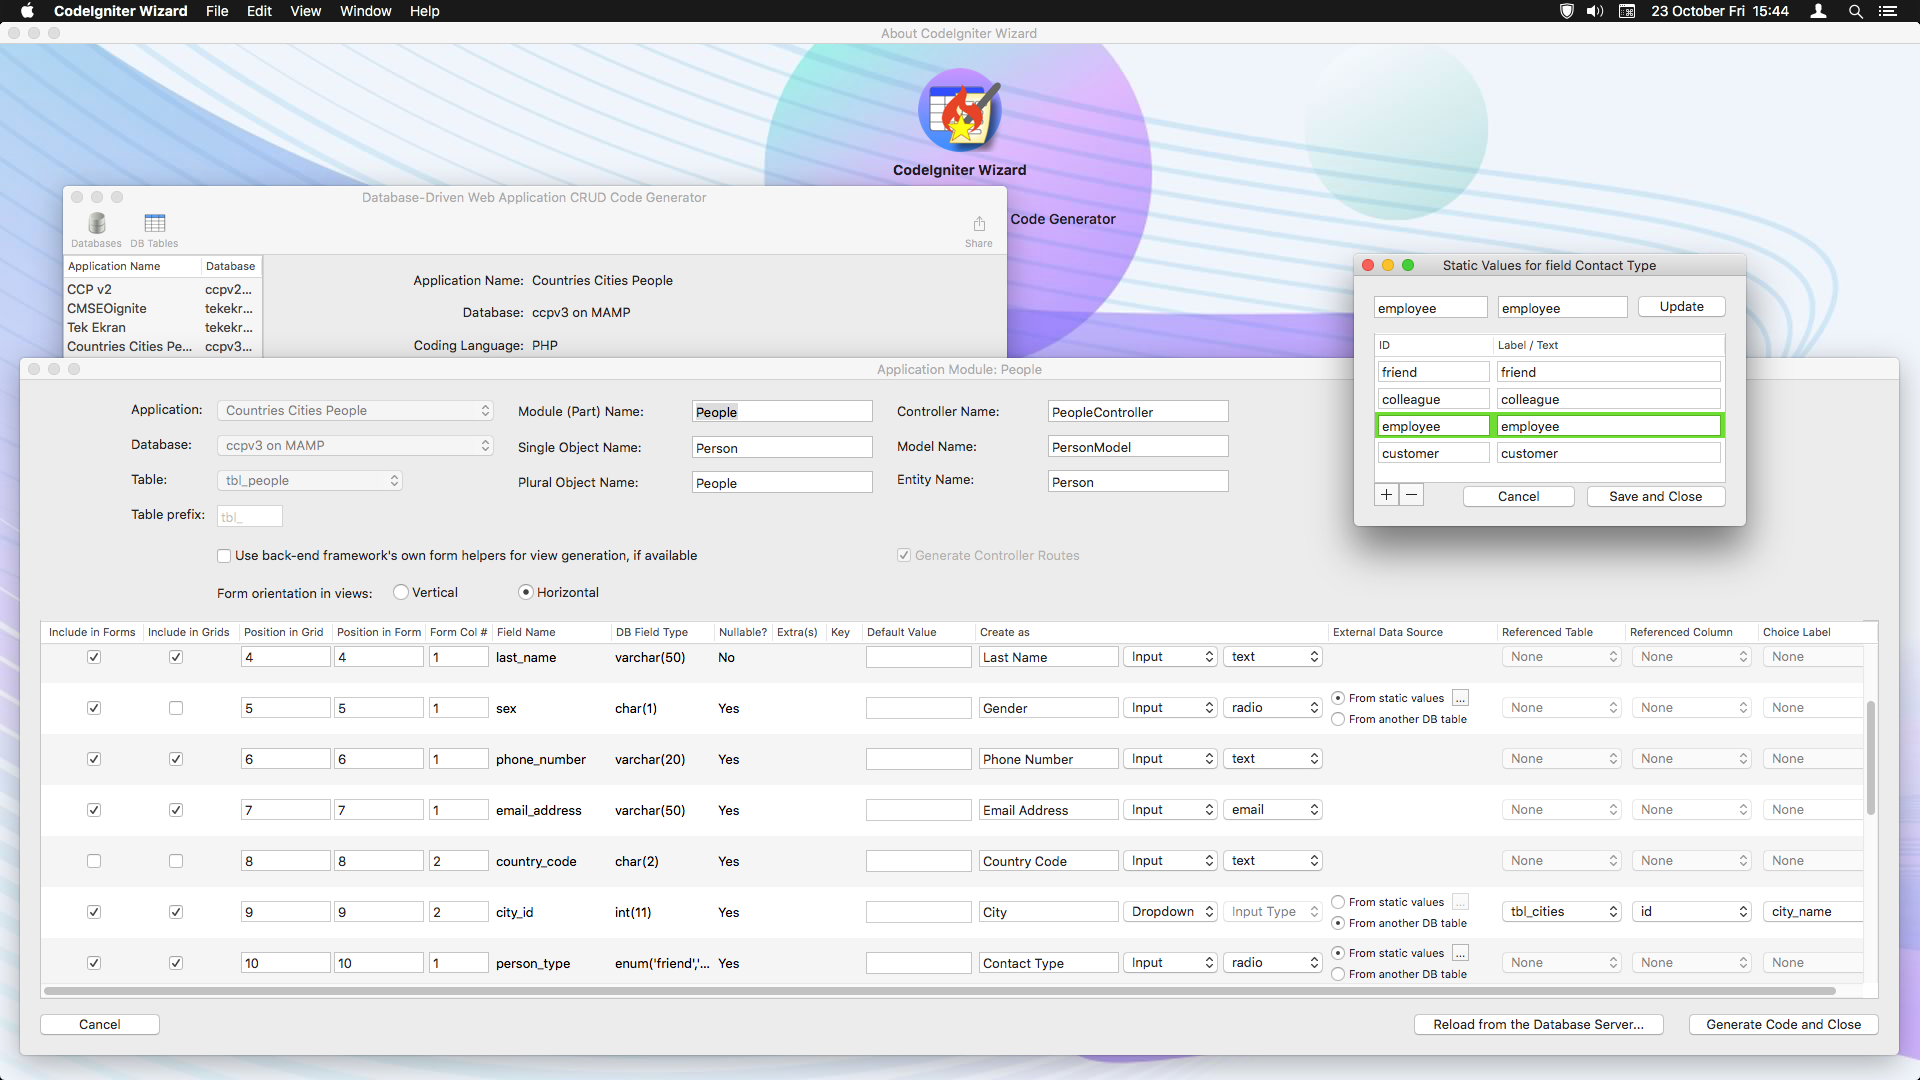 CodeIgniter Wizard File Edit View Window Help 23 October Fri 15:44
About CodeIgniter Wizard
CodeIgniter Wizard
Code Generator
Database-Driven Web Application CRUD Code Generator
Databases DB Tables Share
Application Name Database
CCP v2 ccpv2...
CMSEOignite tekekr...
Tek Ekran tekekr...
Countries Cities Pe... ccpv3...
Application Name: Countries Cities People
Database: ccpv3 on MAMP
Coding Language: PHP
Static Values for field Contact Type
employee employee Update
ID Label / Text
friend friend
colleague colleague
employee employee
customer customer
+ − Cancel Save and Close
Application Module: People
Application: Countries Cities People Module (Part) Name: People Controller Name: PeopleController
Database: ccpv3 on MAMP Single Object Name: Person Model Name: PersonModel
Table: tbl_people Plural Object Name: People Entity Name: Person
Table prefix: tbl_
Use back-end framework's own form helpers for view generation, if available Generate Controller Routes
Form orientation in views: Vertical Horizontal
Include in Forms Include in Grids Position in Grid Position in Form Form Col # Field Name DB Field Type Nullable? Extra(s) Key Default Value Create as External Data Source Referenced Table Referenced Column Choice Label
4 4 1 last_name varchar(50) No Last Name Input text None None None
5 5 1 sex char(1) Yes Gender Input radio From static values ... None None None
From another DB table
6 6 1 phone_number varchar(20) Yes Phone Number Input text None None None
7 7 1 email_address varchar(50) Yes Email Address Input email None None None
8 8 2 country_code char(2) Yes Country Code Input text None None None
9 9 2 city_id int(11) Yes City Dropdown Input Type From static values ... tbl_cities id city_name
From another DB table
10 10 1 person_type enum('friend','... Yes Contact Type Input radio From static values ... None None None
From another DB table
Cancel Reload from the Database Server... Generate Code and Close